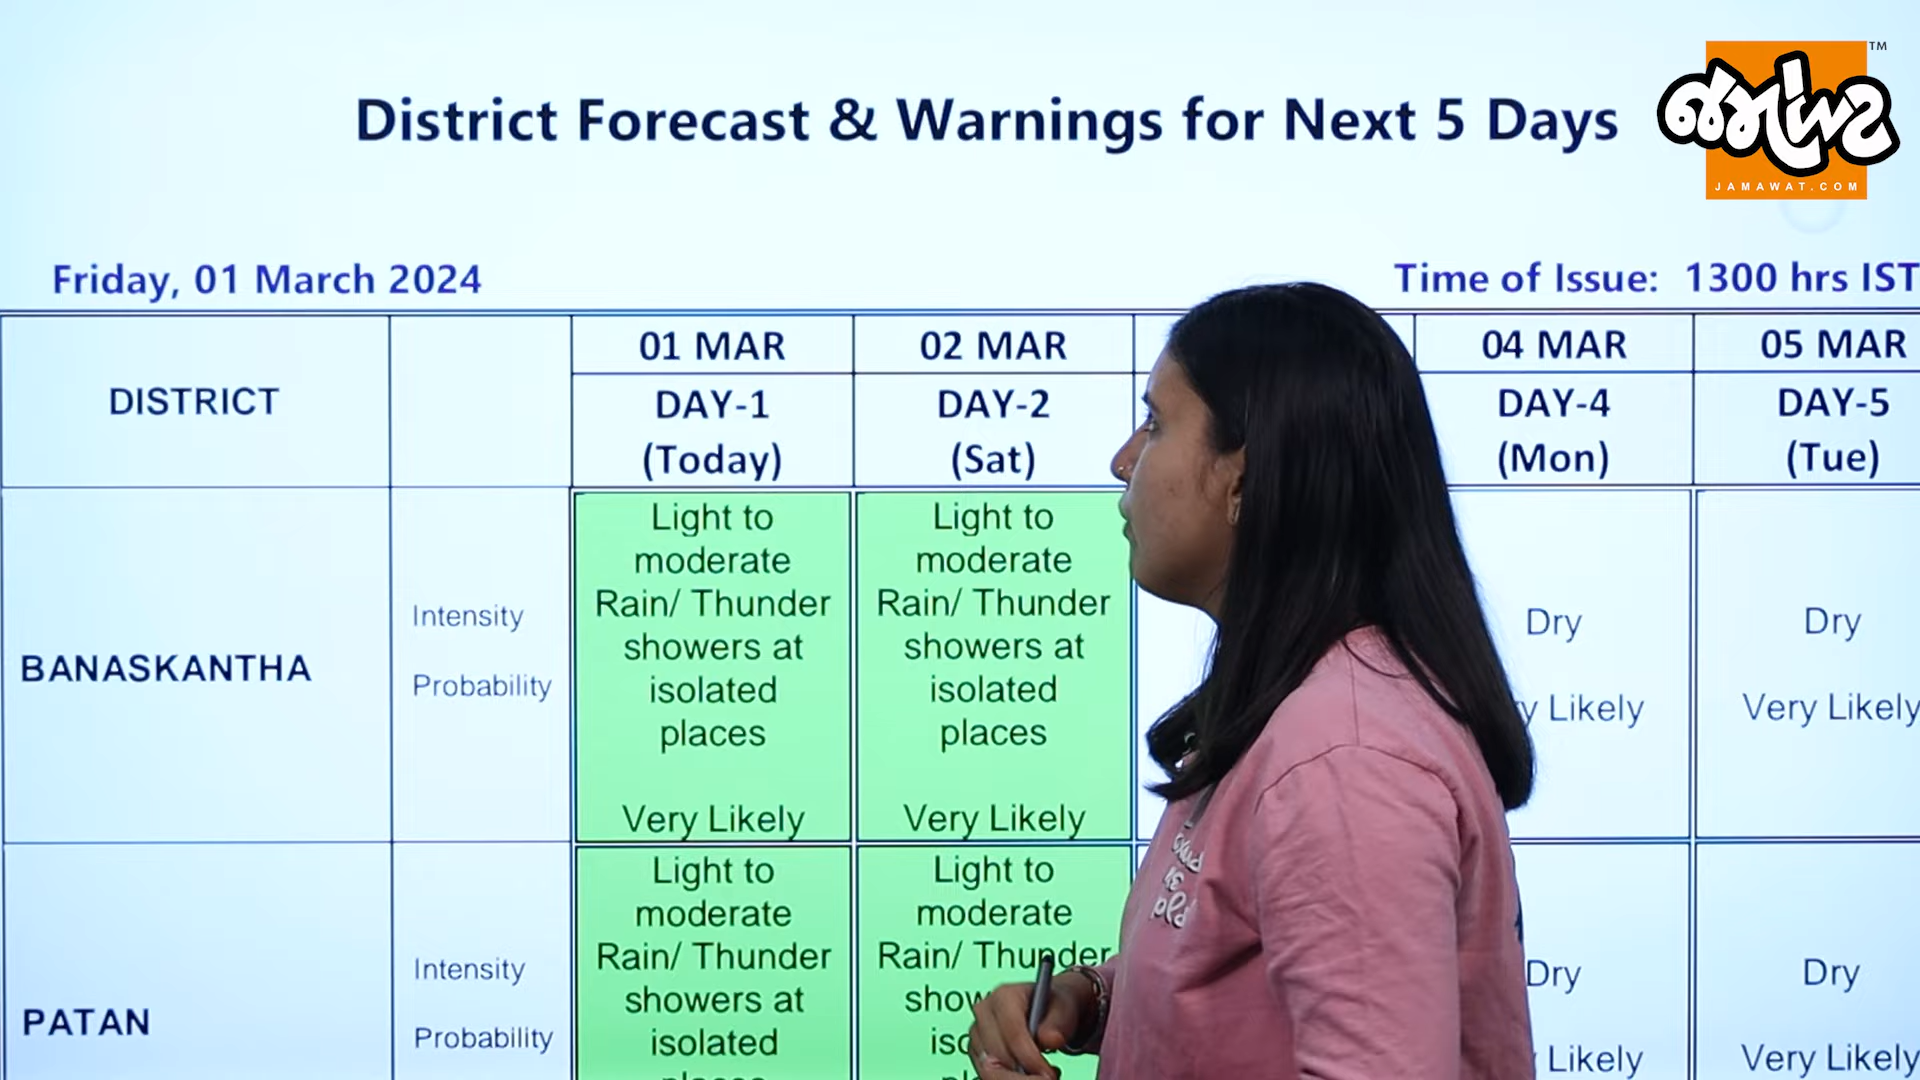 District Forecast & Warnings for Next 5 Days
જમાવટ
TM
JAMAWAT.COM
Friday, 01 March 2024
Time of Issue: 1300 hrs IST
DISTRICT
01 MAR
DAY-1
(Today)
02 MAR
DAY-2
(Sat)
04 MAR
DAY-4
(Mon)
05 MAR
DAY-5
(Tue)
BANASKANTHA
Intensity
Probability
Light to
moderate
Rain/ Thunder
showers at
isolated
places
Very Likely
Light to
moderate
Rain/ Thunder
showers at
isolated
places
Very Likely
Dry
Likely
Dry
Very Likely
PATAN
Intensity
Probability
Light to
moderate
Rain/ Thunder
showers at
isolated
places
Light to
moderate
Rain/ Thunder
Dry
Likely
Dry
Very Likely